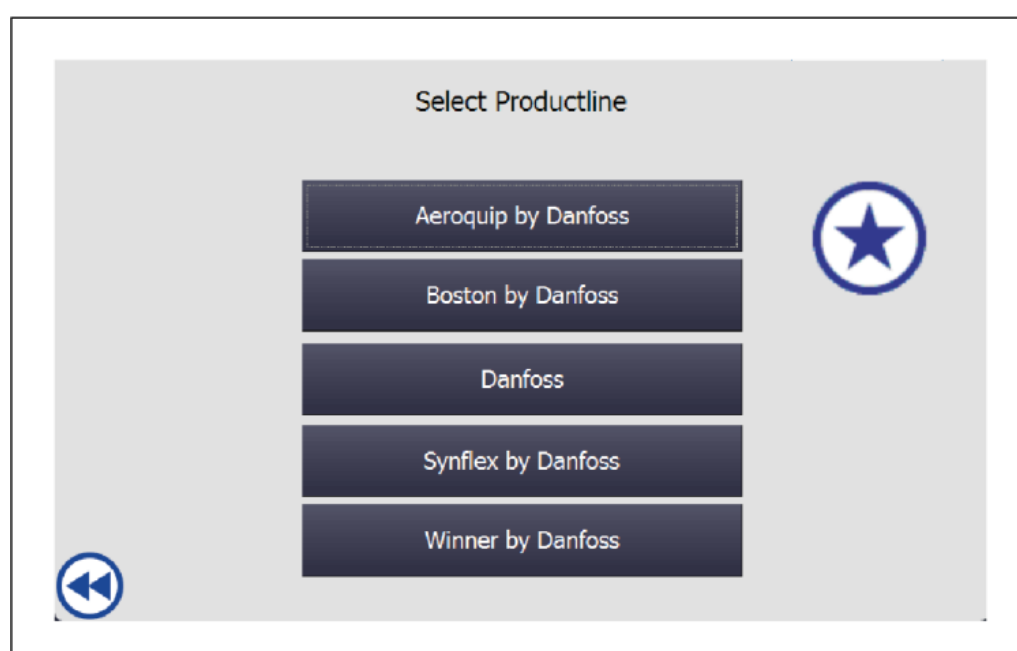 Select Productline
Aeroquip by Danfoss
Boston by Danfoss
Danfoss
Synflex by Danfoss
Winner by Danfoss